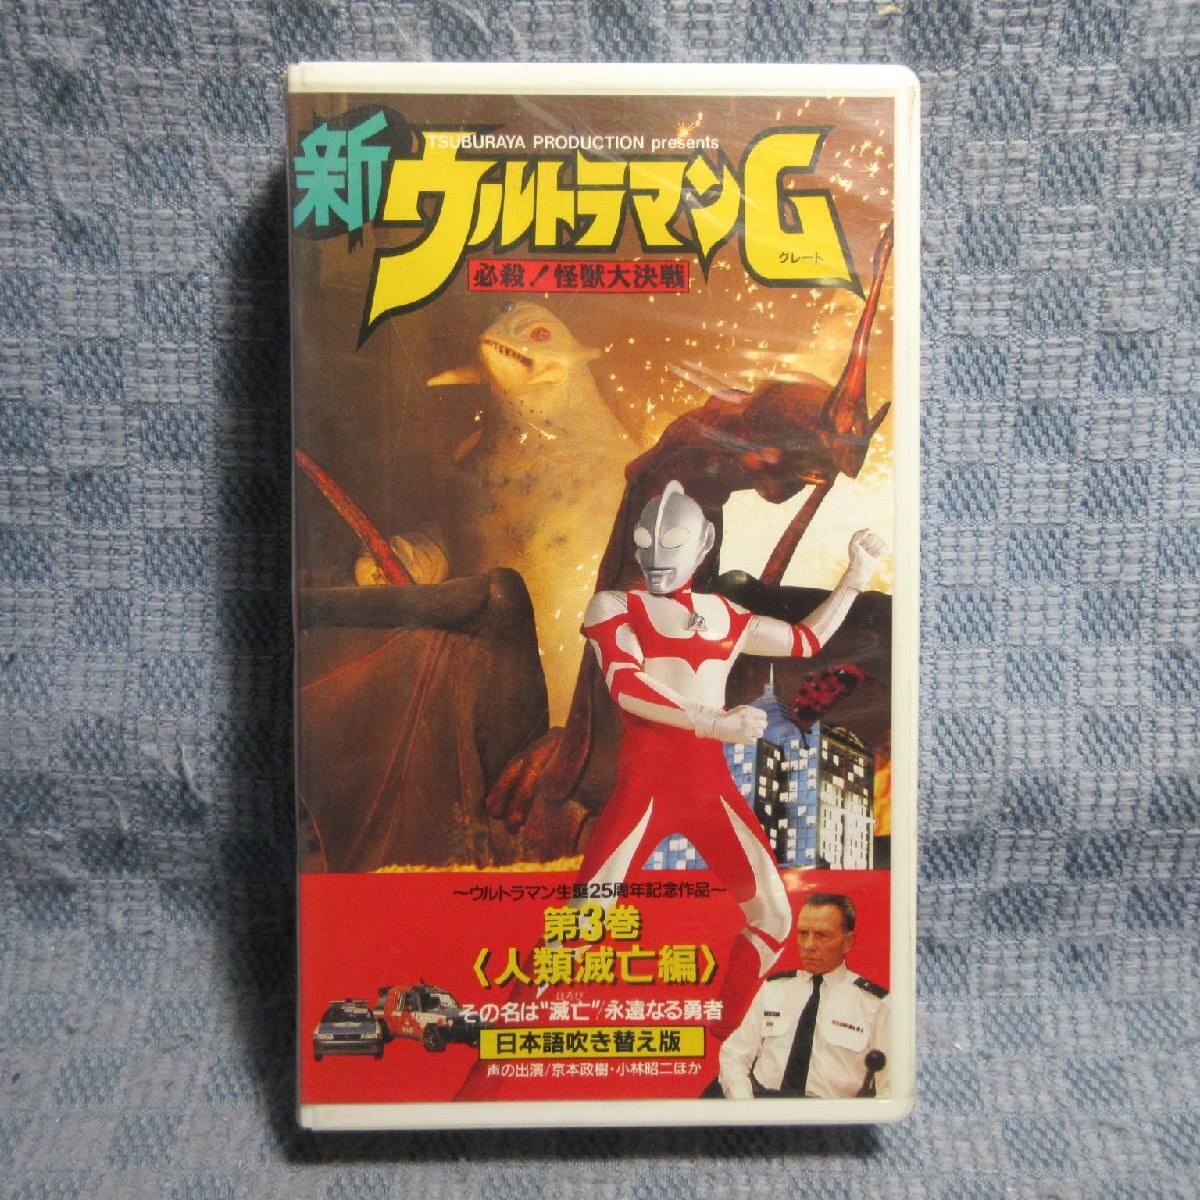 TSUBURAYA PRODUCTION presents
新ウルトラマンG
グレート
必殺!怪獣大決戦
〜ウルトラマン生誕25周年記念作品〜
第3巻
〈人類滅亡編〉
ほろび
その名は“滅亡”/永遠なる勇者
日本語吹き替え版
声の出演/京本政樹・小林昭二ほか